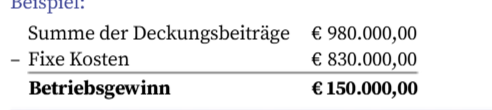 Beispiel:
Summe der Deckungsbeiträge € 980.000,00
– Fixe Kosten € 830.000,00
Betriebsgewinn € 150.000,00